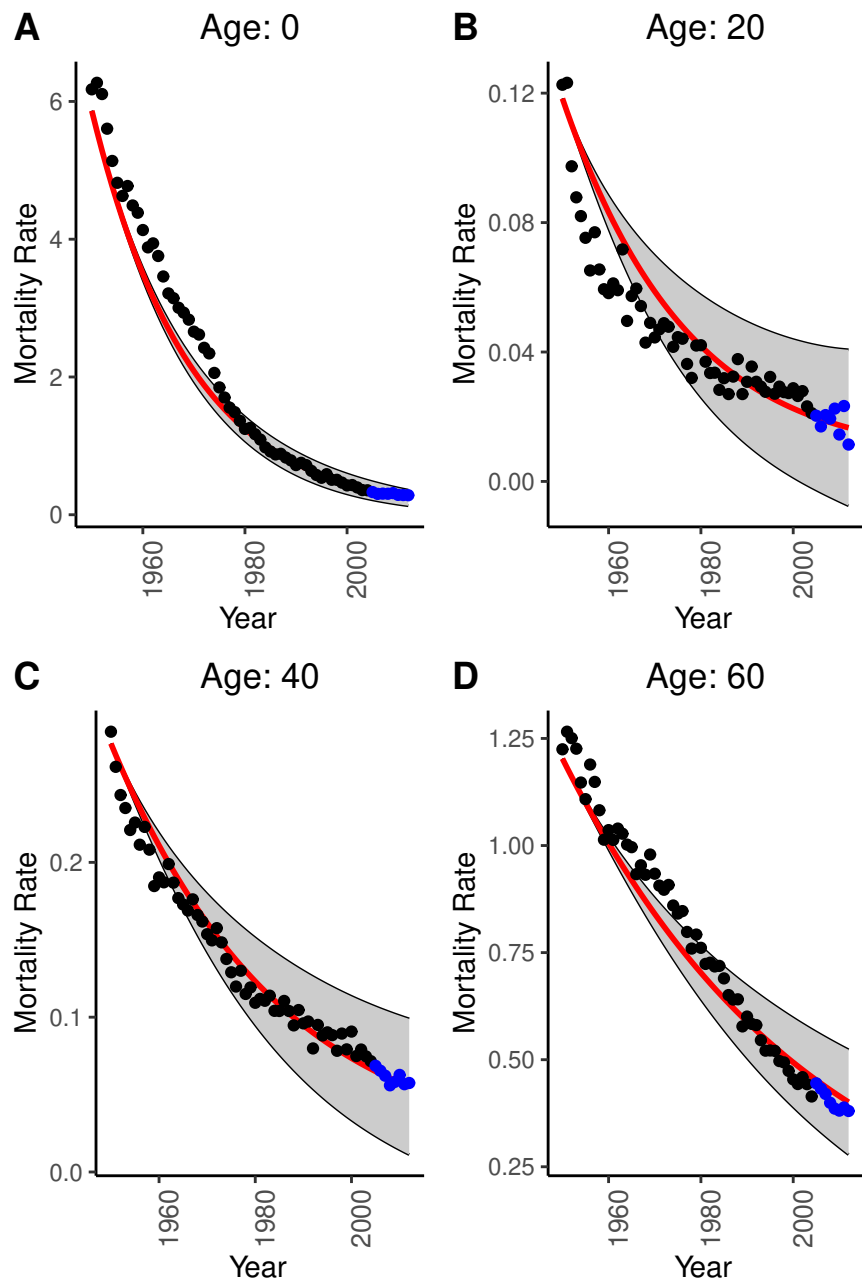 A Age: 0
Mortality Rate
6
4
2
0
1960 1980 2000
Year
B Age: 20
Mortality Rate
0.12
0.08
0.04
0.00
1960 1980 2000
Year
C Age: 40
Mortality Rate
0.2
0.1
0.0
1960 1980 2000
Year
D Age: 60
Mortality Rate
1.25
1.00
0.75
0.50
0.25
1960 1980 2000
Year